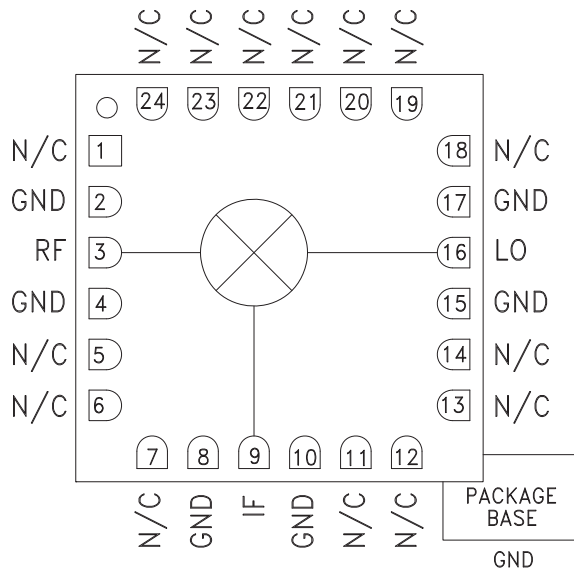 N/C N/C N/C N/C N/C N/C
24 23 22 21 20 19
N/C 1 18 N/C
GND 2 17 GND
RF 3 16 LO
GND 4 15 GND
N/C 5 14 N/C
N/C 6 13 N/C
7 8 9 10 11 12
N/C GND IF GND N/C N/C
PACKAGE
BASE
GND